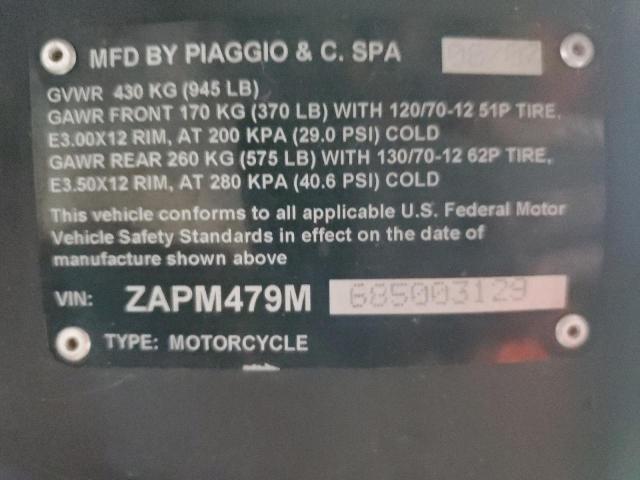 MFD BY PIAGGIO & C. SPA
GVWR 430 KG (945 LB)
GAWR FRONT 170 KG (370 LB) WITH 120/70-12 51P TIRE,
E3.00X12 RIM, AT 200 KPA (29.0 PSI) COLD
GAWR REAR 260 KG (575 LB) WITH 130/70-12 62P TIRE,
E3.50X12 RIM, AT 280 KPA (40.6 PSI) COLD
This vehicle conforms to all applicable U.S. Federal Motor
Vehicle Safety Standards in effect on the date of
manufacture shown above
VIN: ZAPM479M 685003129
TYPE: MOTORCYCLE